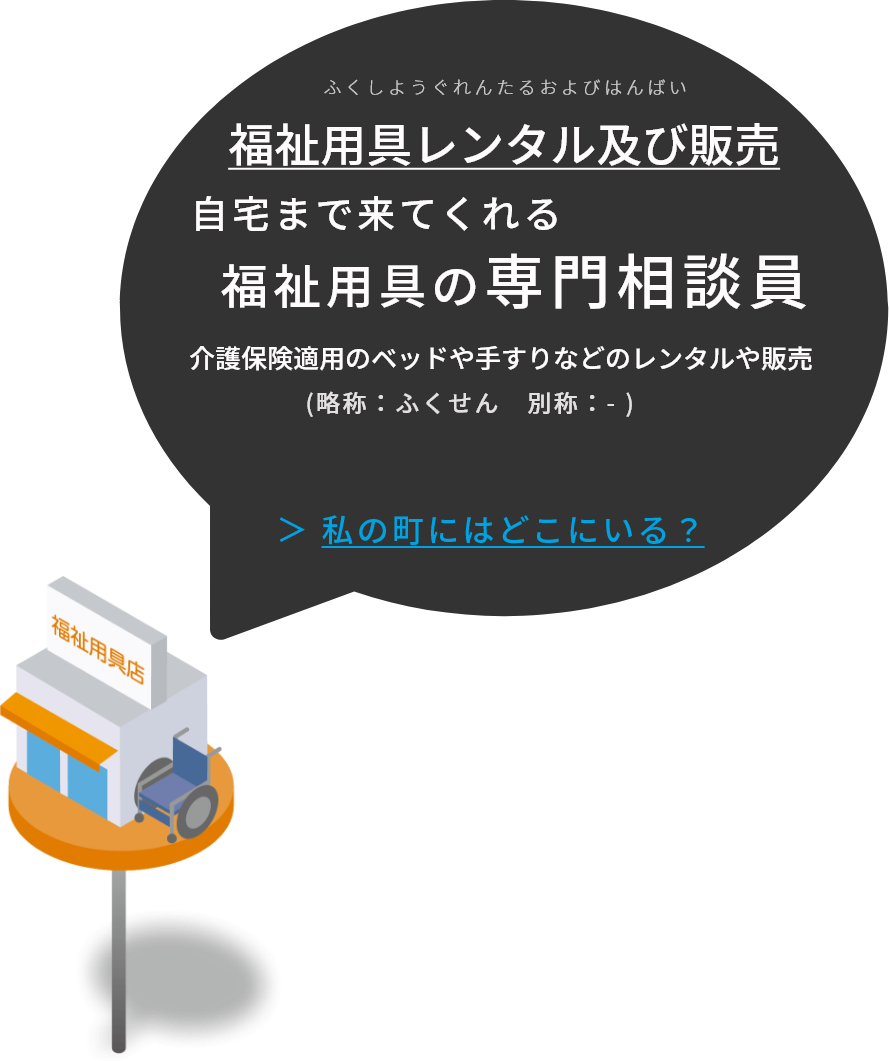 ふくしようぐれんたるおよびはんばい
福祉用具レンタル及び販売
自宅まで来てくれる
福祉用具の専門相談員
介護保険適用のベッドや手すりなどのレンタルや販売
(略称：ふくせん　別称：- )
＞ 私の町にはどこにいる？
福祉用具店